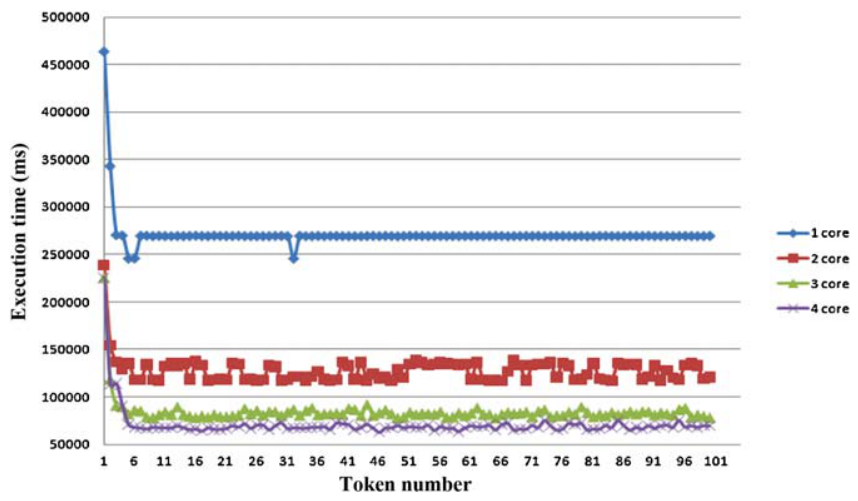 500000
450000
400000
350000
300000
250000
200000
150000
100000
50000
Execution time (ms)
1 6 11 16 21 26 31 36 41 46 51 56 61 66 71 76 81 86 91 96 101
Token number
1 core
2 core
3 core
4 core